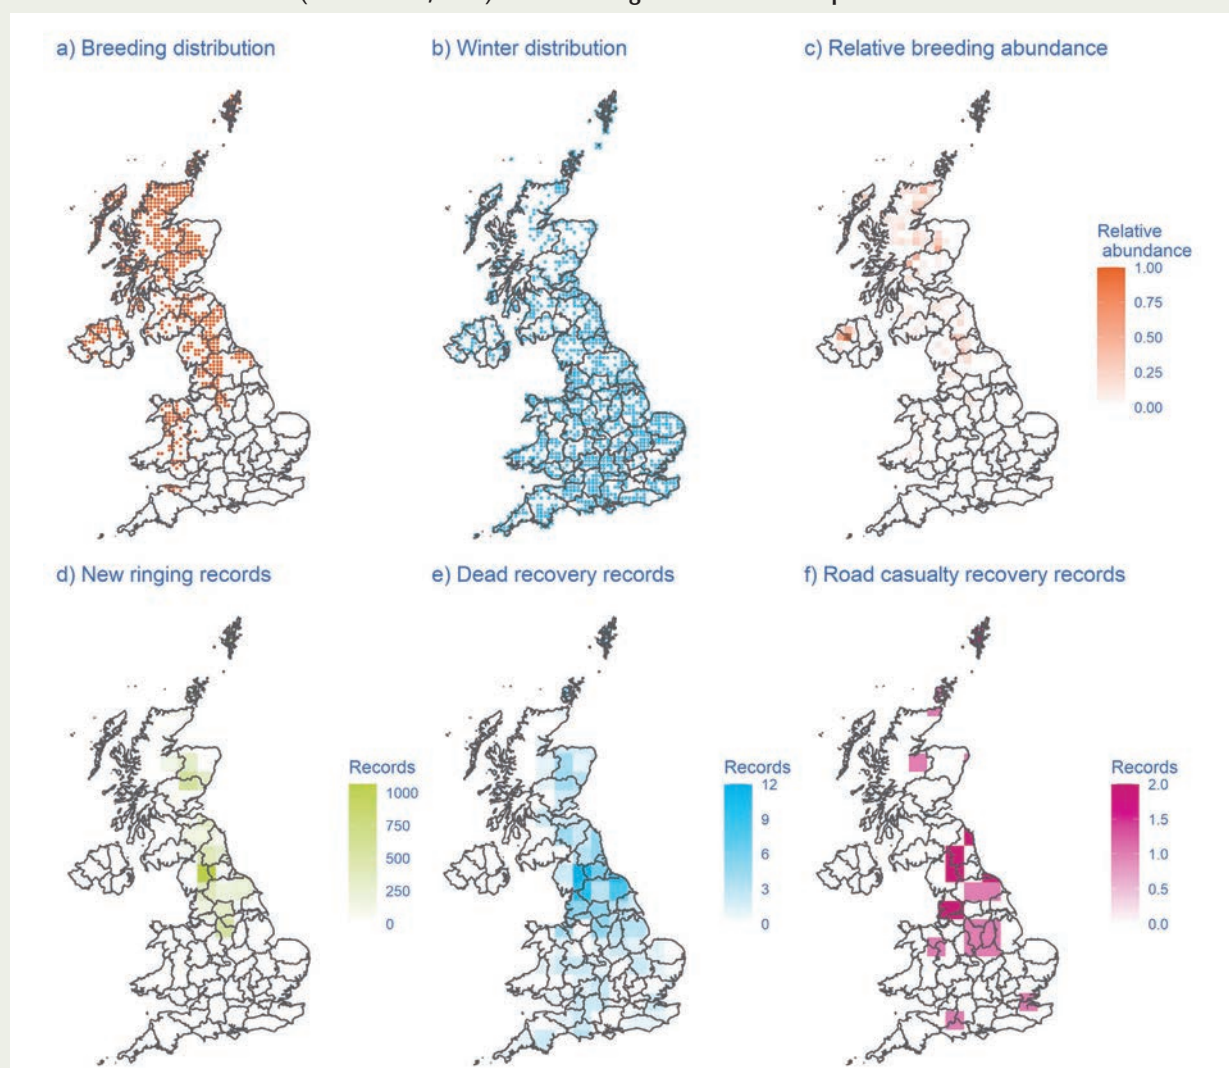 a) Breeding distribution
b) Winter distribution
c) Relative breeding abundance
Relative
abundance
1.00
0.75
0.50
0.25
0.00
d) New ringing records
e) Dead recovery records
f) Road casualty recovery records
Records
1000
750
500
250
0
Records
12
9
6
3
0
Records
2.0
1.5
1.0
0.5
0.0